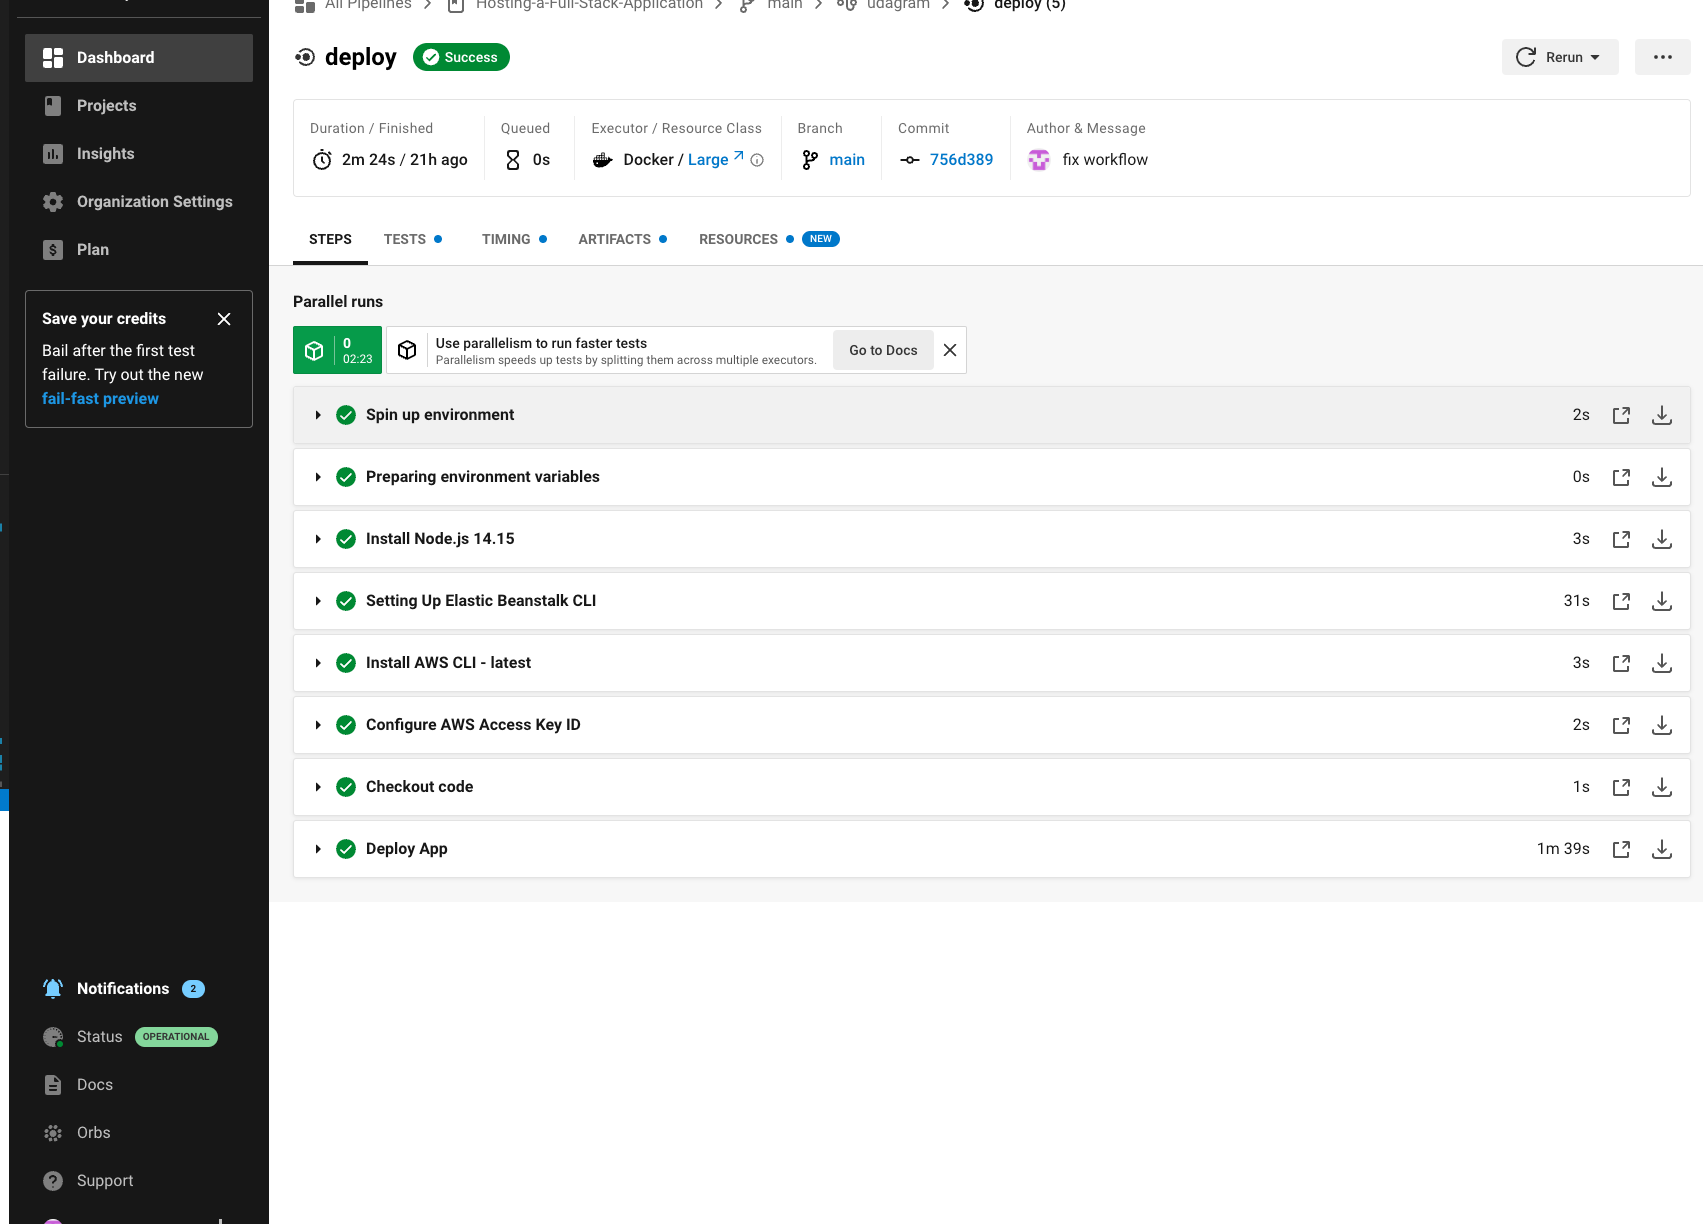 Dashboard
Projects
Insights
Organization Settings
Plan
Save your credits
Bail after the first test
failure. Try out the new
fail-fast preview
Notifications 2
Status OPERATIONAL
Docs
Orbs
Support
All Pipelines Hosting-a-Full-Stack-Application main udagram deploy (5)
deploy Success
Rerun
Duration / Finished Queued Executor / Resource Class Branch Commit Author & Message
2m 24s / 21h ago 0s Docker / Large main 756d389 fix workflow
STEPS TESTS TIMING ARTIFACTS RESOURCES NEW
Parallel runs
0
02:23
Use parallelism to run faster tests
Parallelism speeds up tests by splitting them across multiple executors.
Go to Docs
Spin up environment 2s
Preparing environment variables 0s
Install Node.js 14.15 3s
Setting Up Elastic Beanstalk CLI 31s
Install AWS CLI - latest 3s
Configure AWS Access Key ID 2s
Checkout code 1s
Deploy App 1m 39s